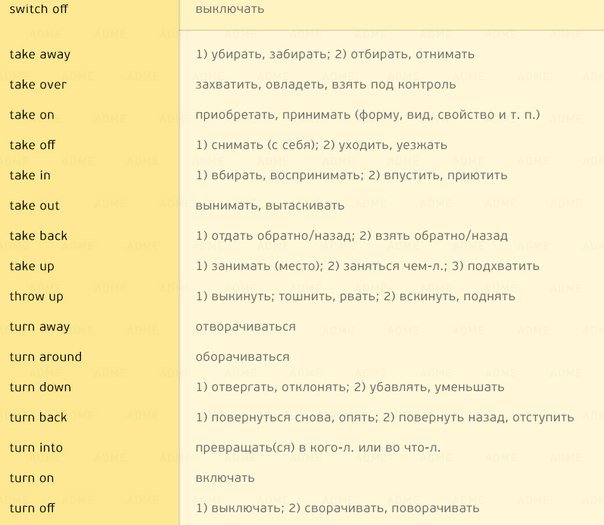 switch off выключать
take away 1) убирать, забирать; 2) отбирать, отнимать
take over захватить, овладеть, взять под контроль
take on приобретать, принимать (форму, вид, свойство и т. п.)
take off 1) снимать (с себя); 2) уходить, уезжать
take in 1) вбирать, воспринимать; 2) впустить, приютить
take out вынимать, вытаскивать
take back 1) отдать обратно/назад; 2) взять обратно/назад
take up 1) занимать (место); 2) заняться чем-л.; 3) подхватить
throw up 1) выкинуть; тошнить, рвать; 2) вскинуть, поднять
turn away отворачиваться
turn around оборачиваться
turn down 1) отвергать, отклонять; 2) убавлять, уменьшать
turn back 1) повернуться снова, опять; 2) повернуть назад, отступить
turn into превращать(ся) в кого-л. или во что-л.
turn on включать
turn off 1) выключать; 2) сворачивать, поворачивать